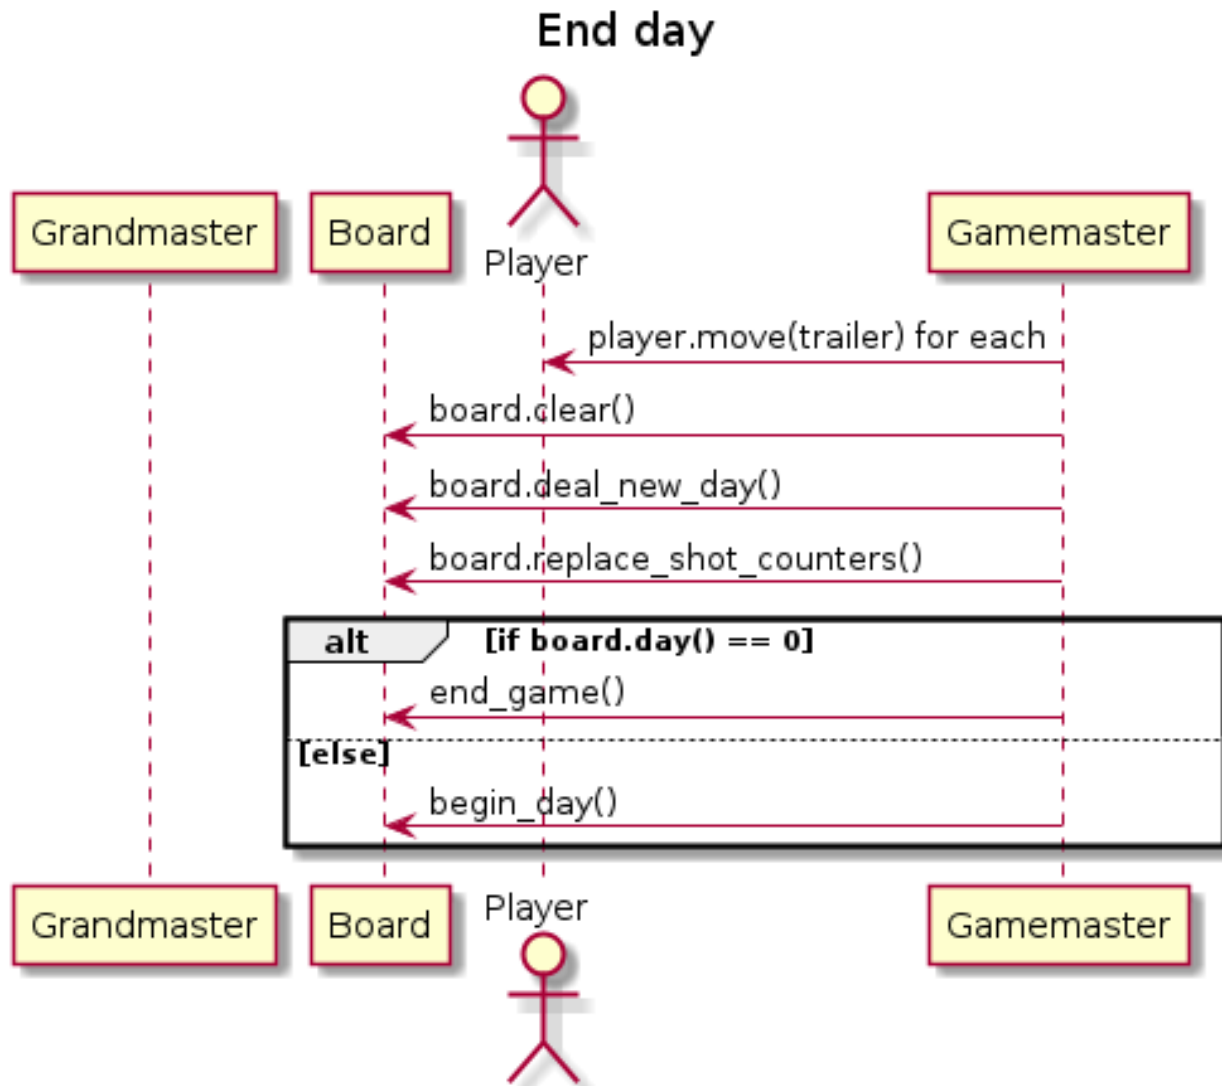 End day
Grandmaster
Board
Player
Gamemaster
player.move(trailer) for each
board.clear()
board.deal_new_day()
board.replace_shot_counters()
alt [if board.day() == 0]
end_game()
[else]
begin_day()
Grandmaster
Board
Player
Gamemaster